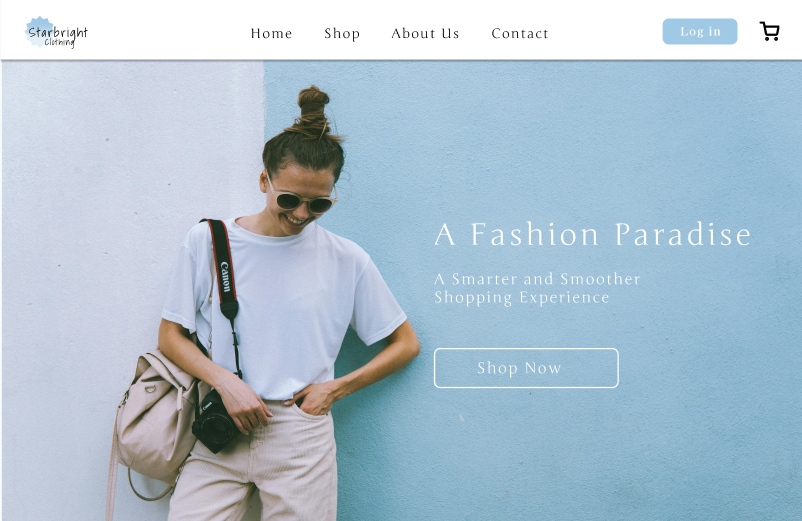 Starbright
Clothing
Home
Shop
About Us
Contact
Log in
A Fashion Paradise
A Smarter and Smoother
Shopping Experience
Shop Now
Canon
Canon